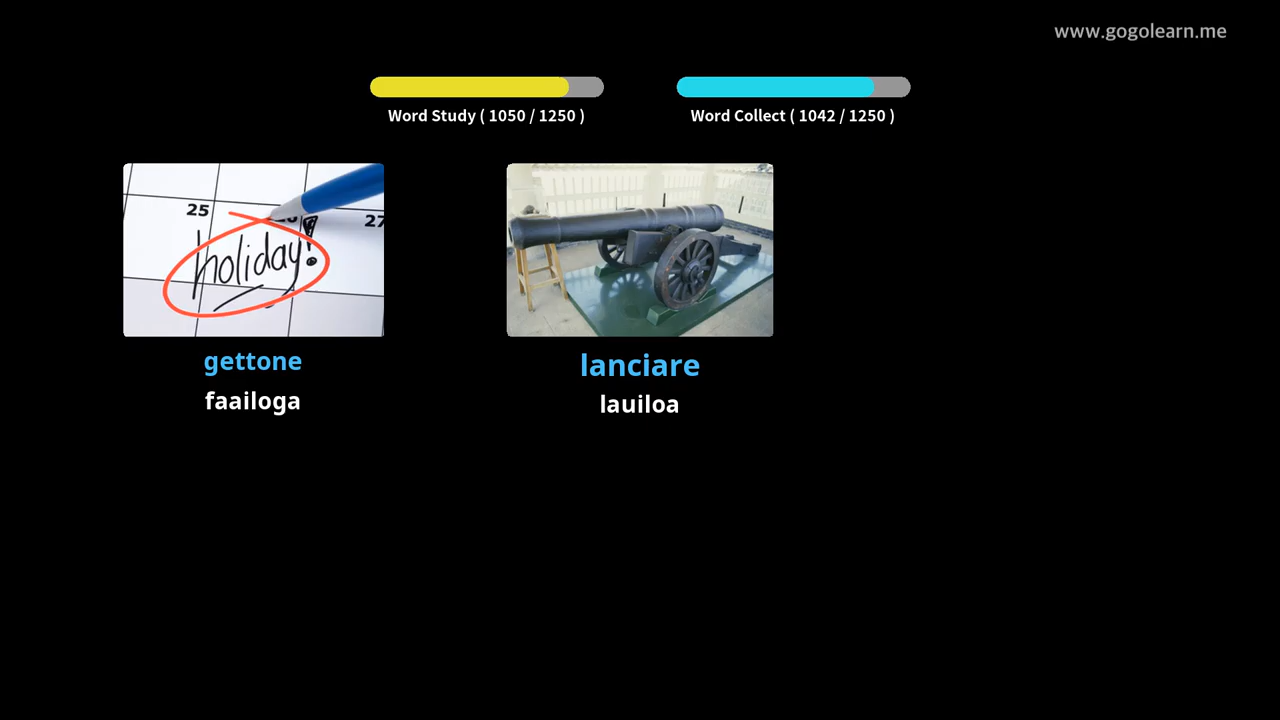 www.gogolearn.me
Word Study ( 1050 / 1250 )
Word Collect ( 1042 / 1250 )
25
27
holiday!
gettone
faailoga
lanciare
lauiloa